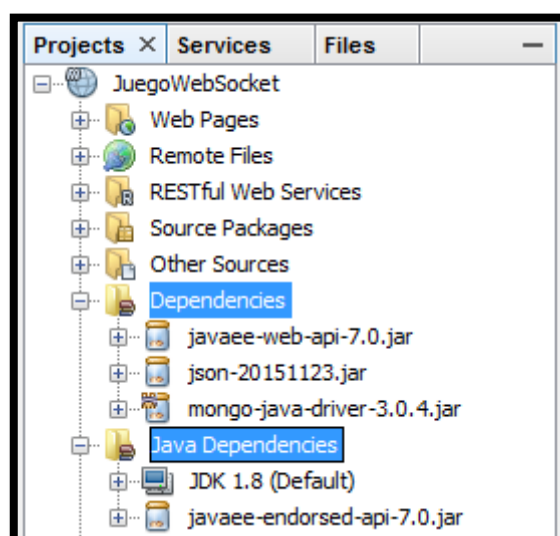 Projects × Services Files
JuegoWebSocket
Web Pages
Remote Files
RESTful Web Services
Source Packages
Other Sources
Dependencies
javaee-web-api-7.0.jar
json-20151123.jar
mongo-java-driver-3.0.4.jar
Java Dependencies
JDK 1.8 (Default)
javaee-endorsed-api-7.0.jar